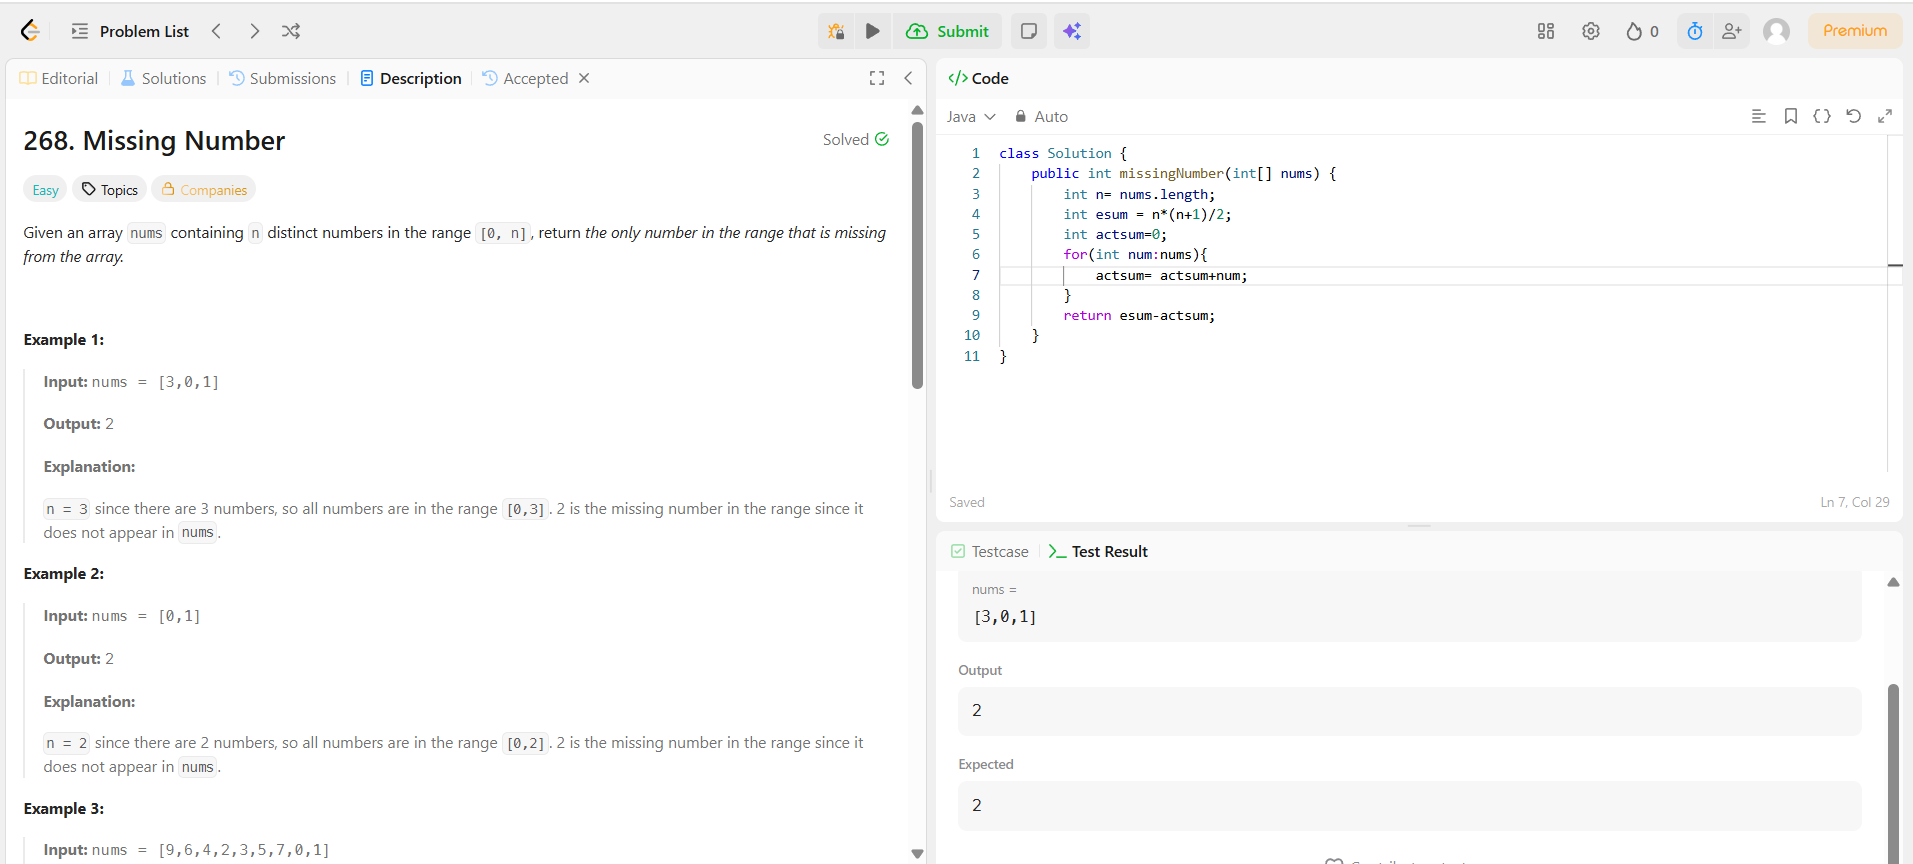 Problem List
Submit
0
Premium
Editorial
Solutions
Submissions
Description
Accepted
268. Missing Number
Solved
Easy
Topics
Companies
Given an array nums containing n distinct numbers in the range [0, n], return the only number in the range that is missing
from the array.
Example 1:
Input: nums = [3,0,1]
Output: 2
Explanation:
n = 3 since there are 3 numbers, so all numbers are in the range [0,3]. 2 is the missing number in the range since it
does not appear in nums.
Example 2:
Input: nums = [0,1]
Output: 2
Explanation:
n = 2 since there are 2 numbers, so all numbers are in the range [0,2]. 2 is the missing number in the range since it
does not appear in nums.
Example 3:
Input: nums = [9,6,4,2,3,5,7,0,1]
</> Code
Java
Auto
1 class Solution {
2 public int missingNumber(int[] nums) {
3 int n= nums.length;
4 int esum = n*(n+1)/2;
5 int actsum=0;
6 for(int num:nums){
7 actsum= actsum+num;
8 }
9 return esum-actsum;
10 }
11 }
Saved
Ln 7, Col 29
Testcase
>_ Test Result
nums =
[3,0,1]
Output
2
Expected
2